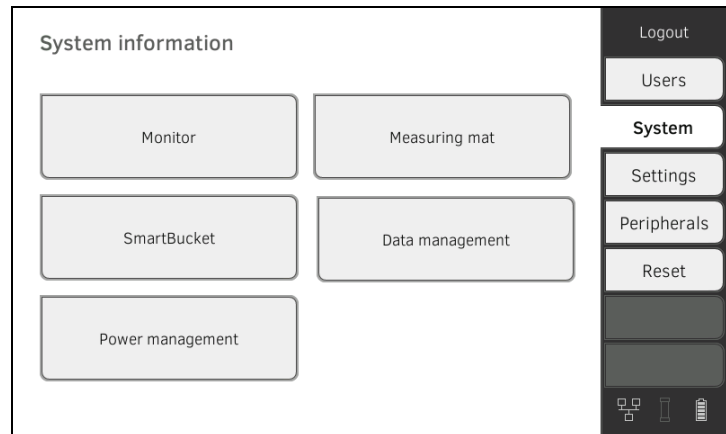 System information
Monitor
Measuring mat
SmartBucket
Data management
Power management
Logout
Users
System
Settings
Peripherals
Reset